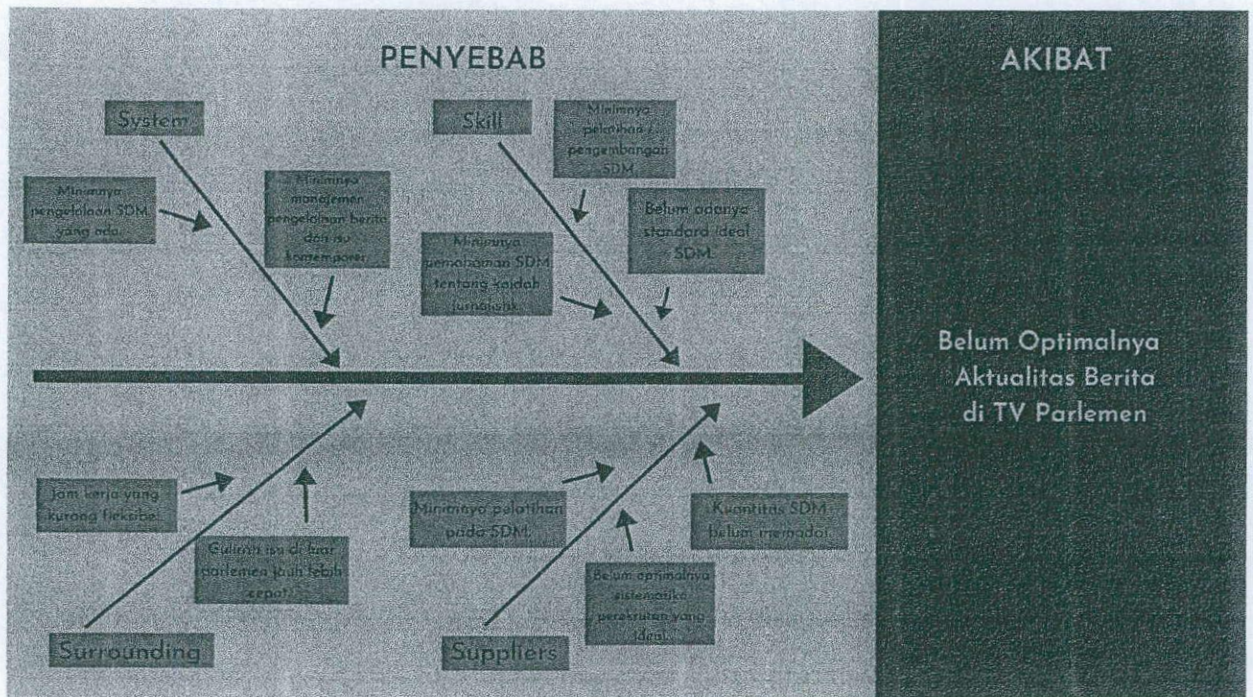 PENYEBAB
AKIBAT
System
Minimnya
pengelolaan SDM
yang ada.
Minimnya
manajemen
pengelolaan berita
dan isu
kontemporer.
Skill
Minimnya
pelatihan /
pengembangan
SDM.
Belum adanya
standard ideal
SDM.
Minimnya
pemahaman SDM
tentang kaidah
jurnalistik.
Belum Optimalnya
Aktualitas Berita
di TV Parlemen
Jam kerja yang
kurang fleksibel.
Guliran isu di luar
parlemen jauh lebih
cepat.
Surrounding
Minimnya pelatihan
pada SDM.
Kuantitas SDM
belum memadai.
Belum optimalnya
sistematika
perekrutan yang
ideal.
Suppliers